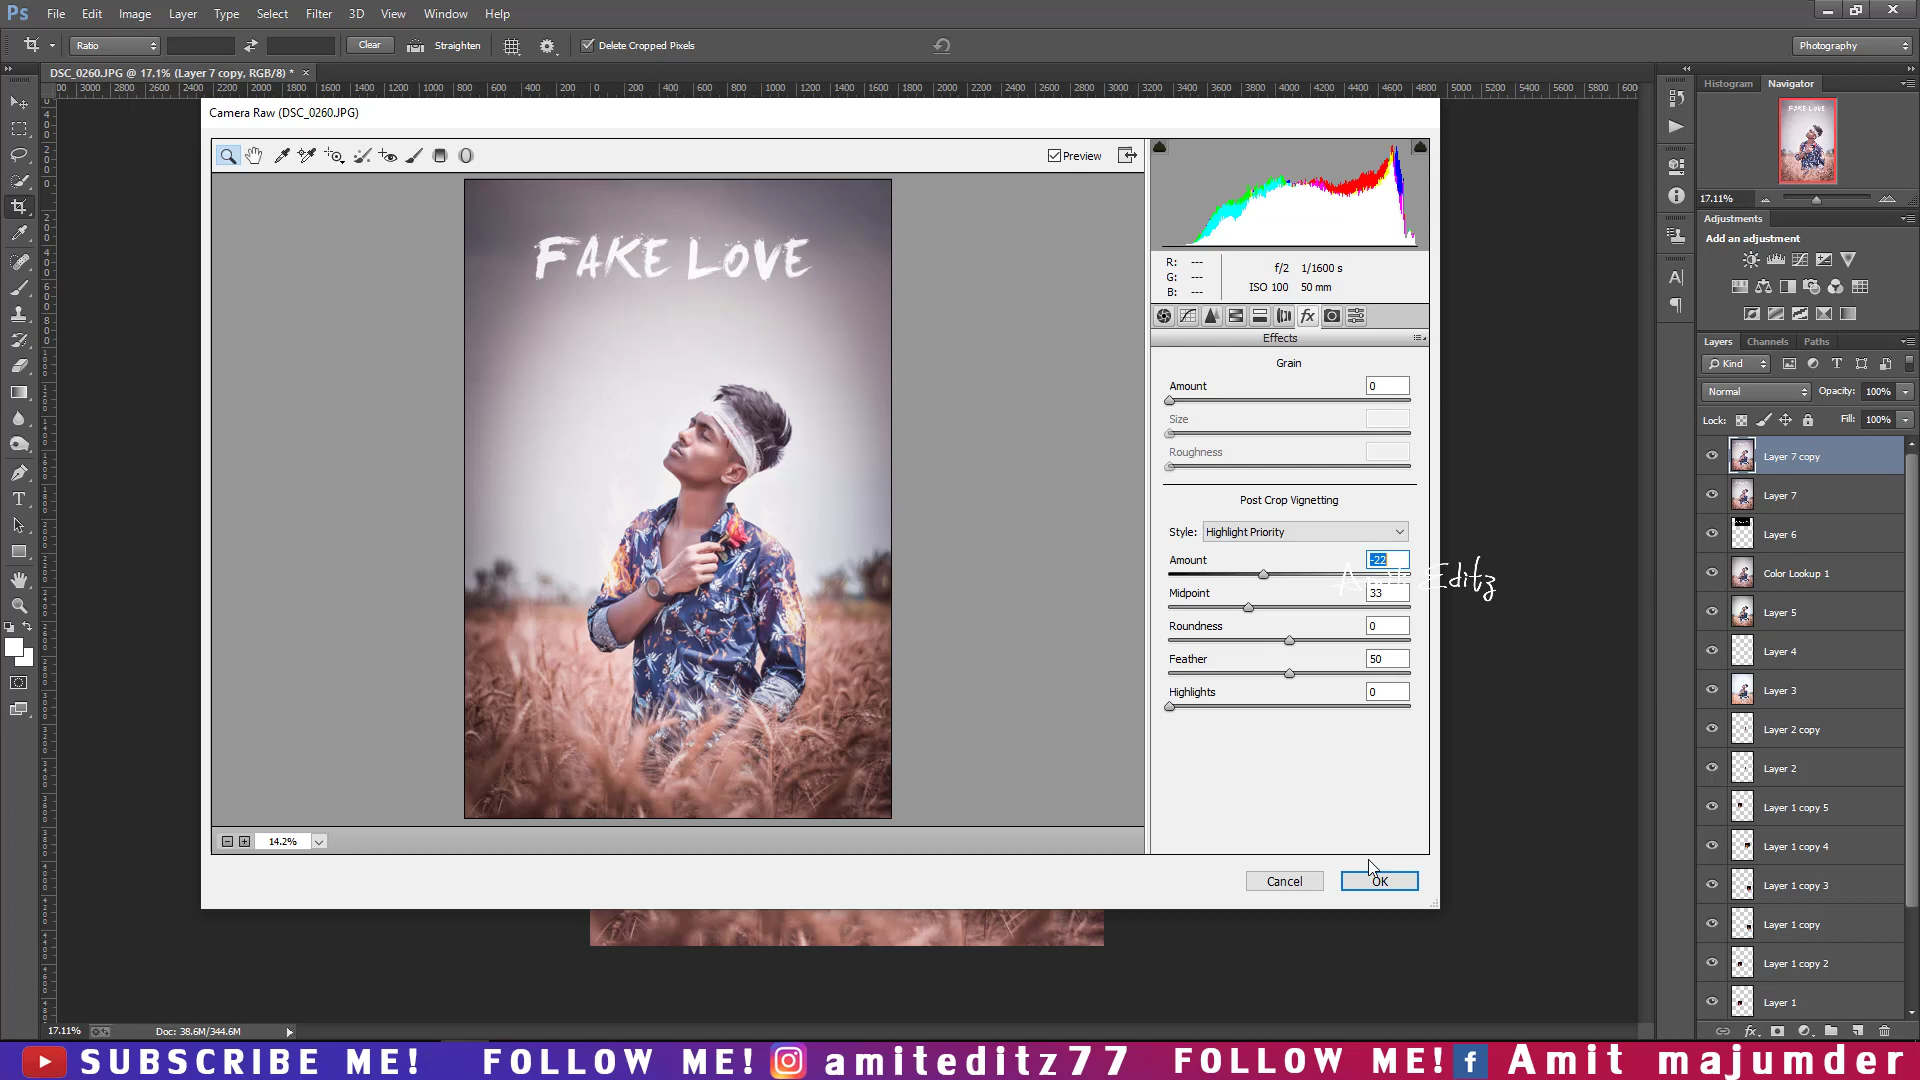 Ps File Edit Image Layer Type Select Filter 3D View Window Help
Ratio Clear Straighten Delete Cropped Pixels Photography
DSC_0260.JPG @ 17.1% (Layer 7 copy, RGB/8) * ×
Camera Raw (DSC_0260.JPG)
Preview
FAKE LOVE
R: ---
G: ---
B: ---
f/2 1/1600 s
ISO 100 50 mm
Effects
Grain
Amount 0
Size
Roughness
Post Crop Vignetting
Style: Highlight Priority
Amount -22
Midpoint 33
Roundness 0
Feather 50
Highlights 0
Amit Editz
14.2%
Cancel OK
Histogram Navigator
17.11%
Adjustments
Add an adjustment
Layers Channels Paths
Kind
Normal Opacity: 100%
Lock: Fill: 100%
Layer 7 copy
Layer 7
Layer 6
Color Lookup 1
Layer 5
Layer 4
Layer 3
Layer 2 copy
Layer 2
Layer 1 copy 5
Layer 1 copy 4
Layer 1 copy 3
Layer 1 copy
Layer 1 copy 2
Layer 1
17.11% Doc: 38.6M/344.6M
SUBSCRIBE ME! FOLLOW ME! amiteditz77 FOLLOW ME! Amit majumder